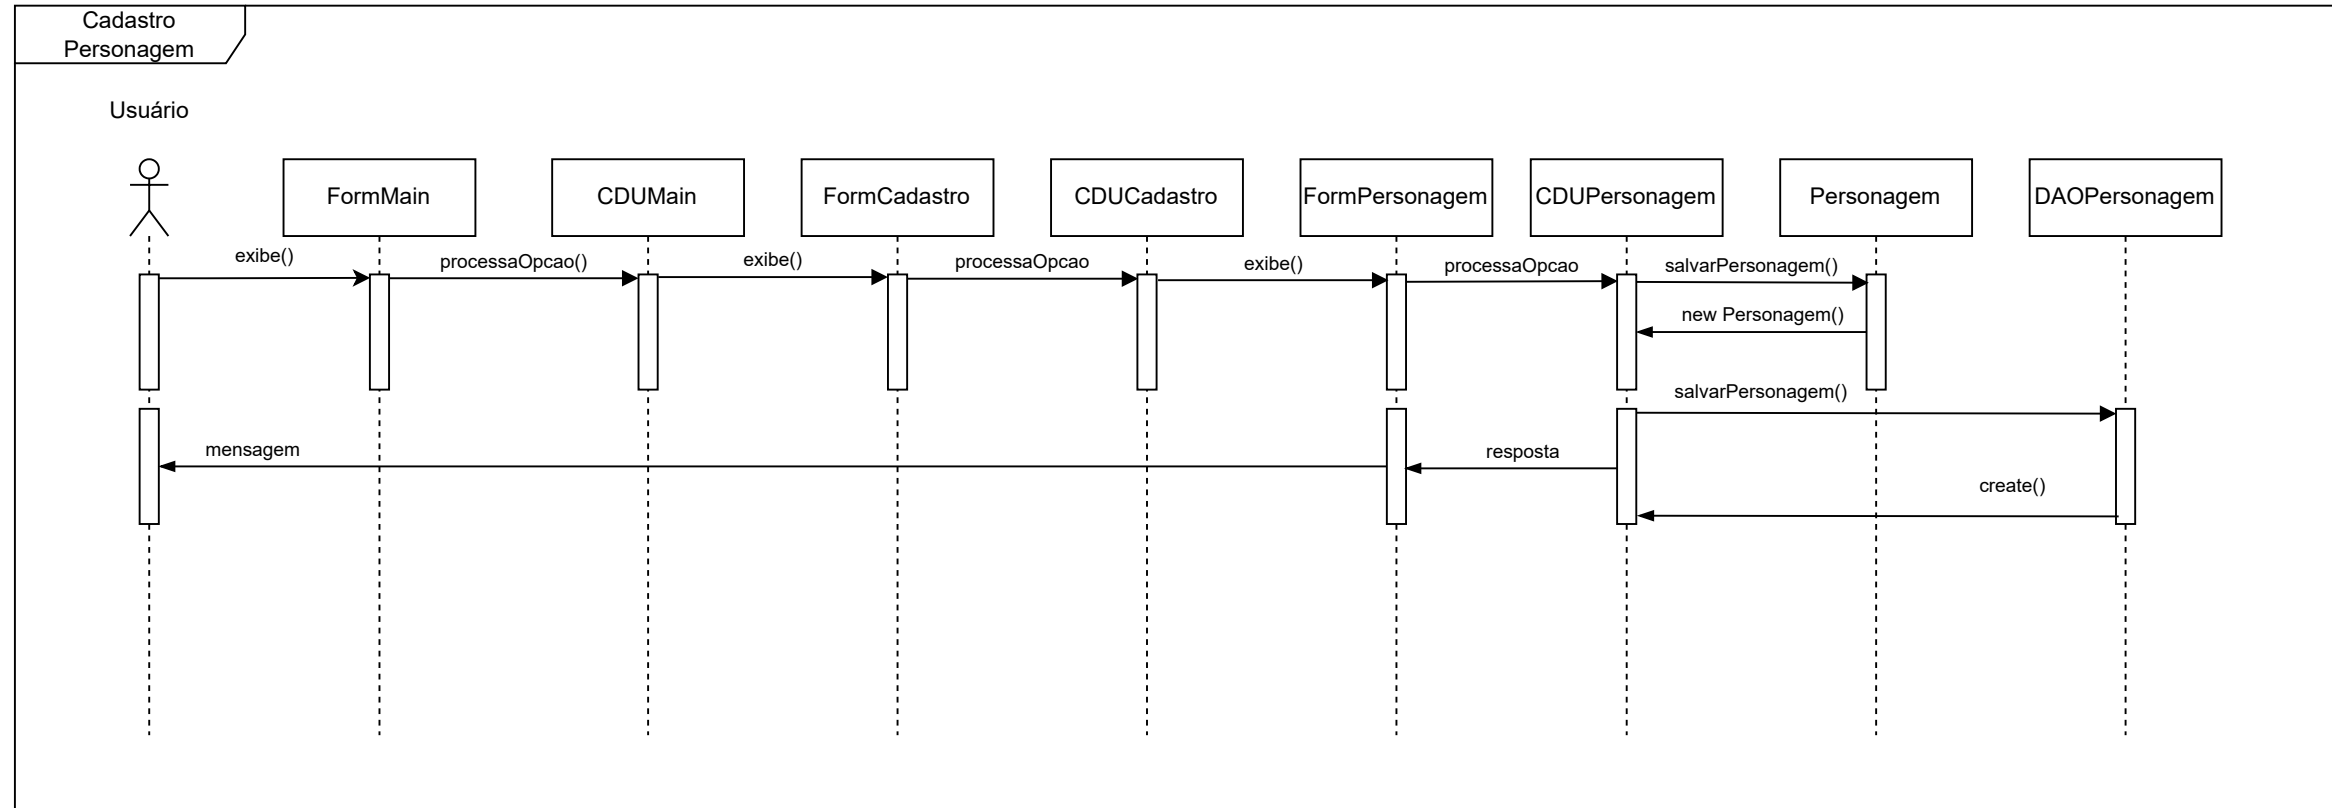 Cadastro
Personagem
Usuário
FormMain
CDUMain
FormCadastro
CDUCadastro
FormPersonagem
CDUPersonagem
Personagem
DAOPersonagem
exibe()
processaOpcao()
exibe()
processaOpcao
exibe()
processaOpcao
salvarPersonagem()
new Personagem()
salvarPersonagem()
mensagem
resposta
create()